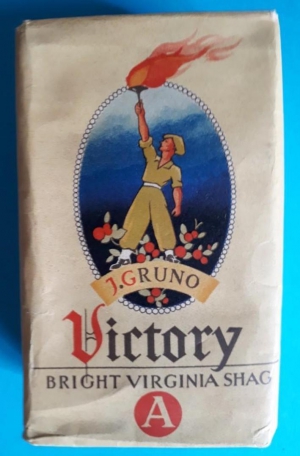 J. GRUNO
Victory
BRIGHT VIRGINIA SHAG
A